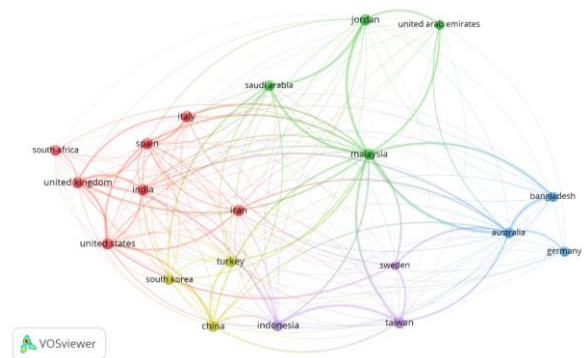 jordan
united arab emirates
saudi arabia
italy
spain
south africa
malaysia
united kingdom
india
bangladesh
iran
australia
united states
germany
turkey
sweden
south korea
china
indonesia
taiwan
VOSviewer